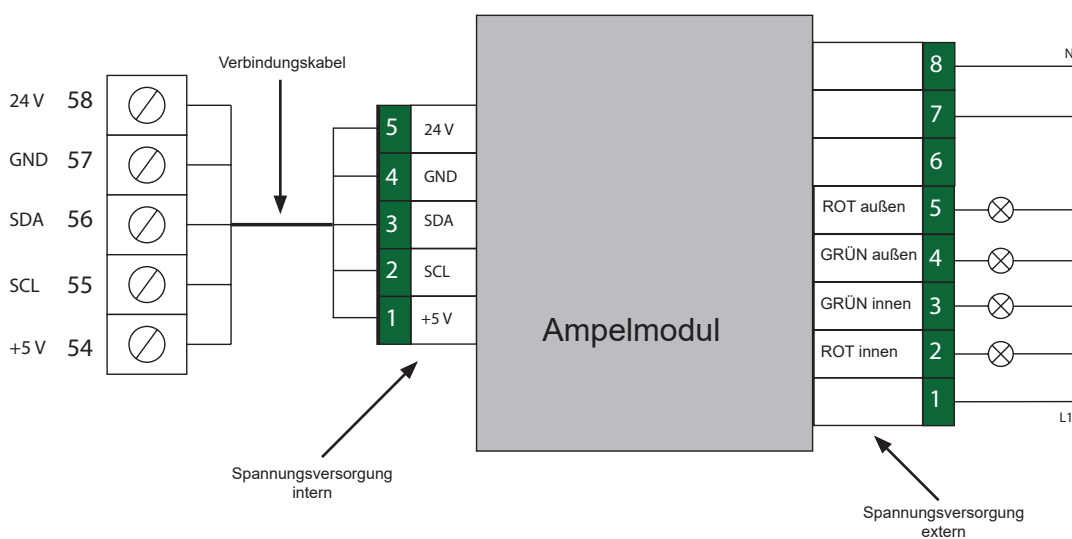 Verbindungskabel
24 V 58
GND 57
SDA 56
SCL 55
+5 V 54
5 24 V
4 GND
3 SDA
2 SCL
1 +5 V
Ampelmodul
8 N
7
6
ROT außen 5
GRÜN außen 4
GRÜN innen 3
ROT innen 2
1 L1
Spannungsversorgung
intern
Spannungsversorgung
extern